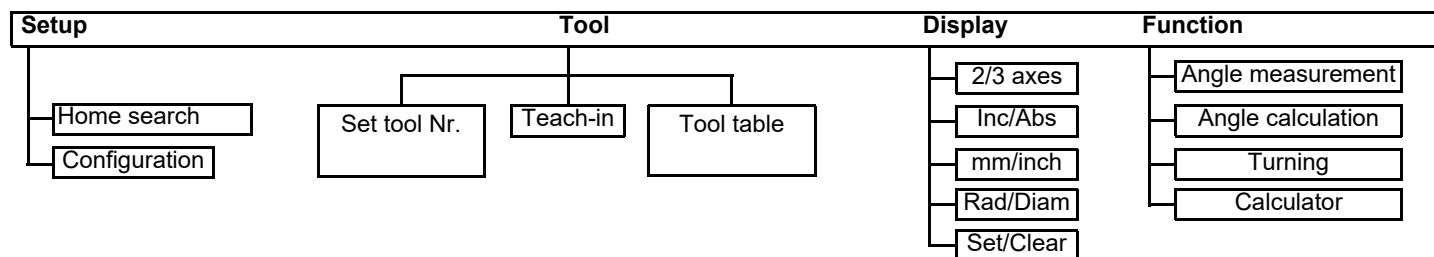 Setup
Tool
Display
Function
Home search
Configuration
Set tool Nr.
Teach-in
Tool table
2/3 axes
Inc/Abs
mm/inch
Rad/Diam
Set/Clear
Angle measurement
Angle calculation
Turning
Calculator